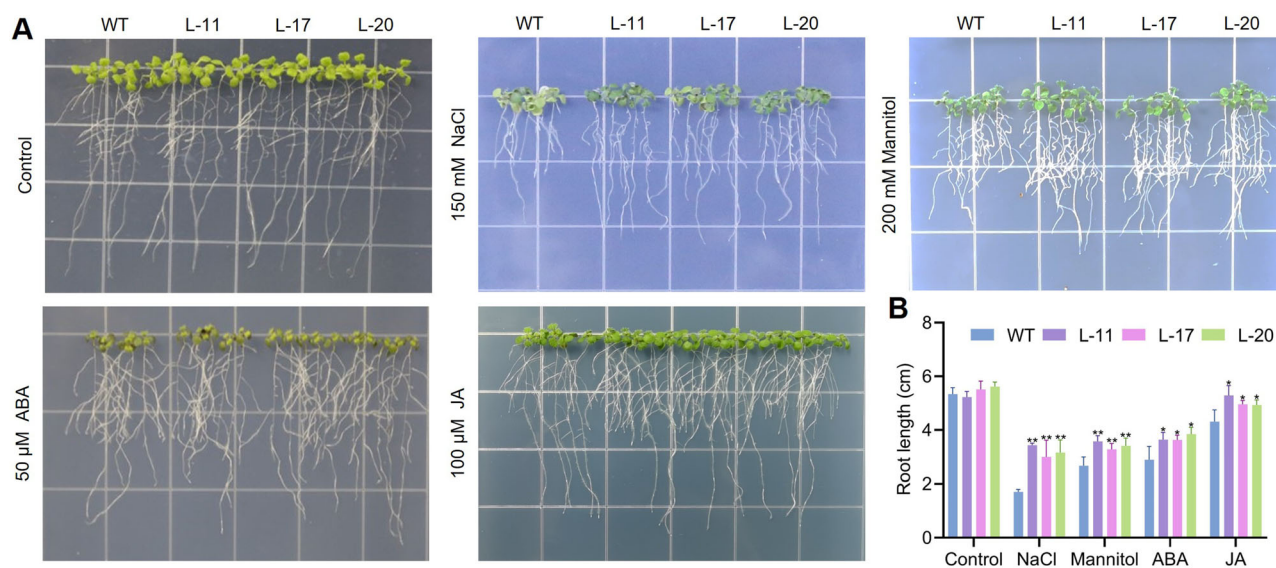 A
WT L-11 L-17 L-20
WT L-11 L-17 L-20
WT L-11 L-17 L-20
Control
150 mM NaCl
200 mM Mannitol
50 µM ABA
100 µM JA
B
WT L-11 L-17 L-20
Root length (cm)
8
6
4
2
0
** ** **
** ** **
* * *
* * *
Control NaCl Mannitol ABA JA